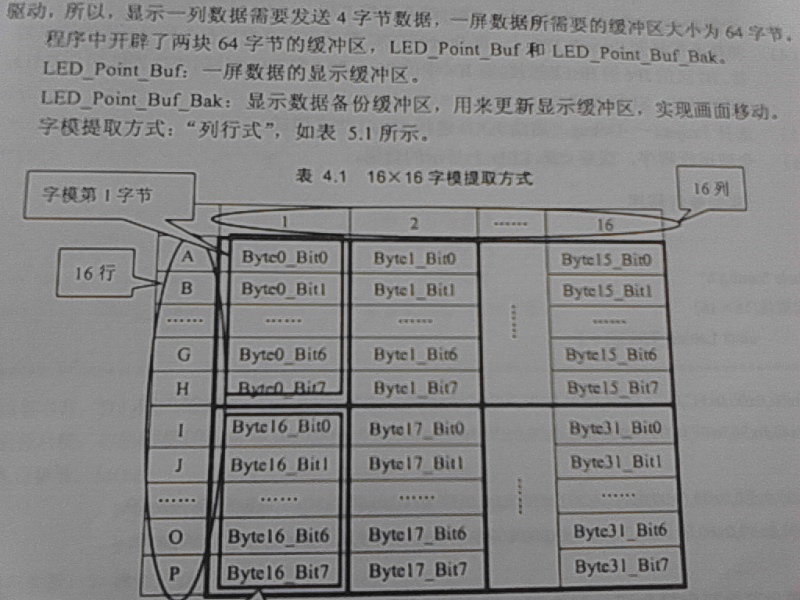 驱动，所以，显示一列数据需要发送 4 字节数据，一屏数据所需要的缓冲区大小为 64 字节。
程序中开辟了两块 64 字节的缓冲区，LED_Point_Buf 和 LED_Point_Buf_Bak。
LED_Point_Buf：一屏数据的显示缓冲区。
LED_Point_Buf_Bak：显示数据备份缓冲区，用来更新显示缓冲区，实现画面移动。
字模提取方式：“列行式”，如表 5.1 所示。
表 4.1 16×16 字模提取方式
字模第 1 字节
16 列
16 行
1 2 …… 16
A Byte0_Bit0 Byte1_Bit0 Byte15_Bit0
B Byte0_Bit1 Byte1_Bit1 Byte15_Bit1
…… …… …… …… ……
G Byte0_Bit6 Byte1_Bit6 Byte15_Bit6
H Byte0_Bit7 Byte1_Bit7 Byte15_Bit7
I Byte16_Bit0 Byte17_Bit0 Byte31_Bit0
J Byte16_Bit1 Byte17_Bit1 Byte31_Bit1
…… …… …… …… ……
O Byte16_Bit6 Byte17_Bit6 Byte31_Bit6
P Byte16_Bit7 Byte17_Bit7 Byte31_Bit7